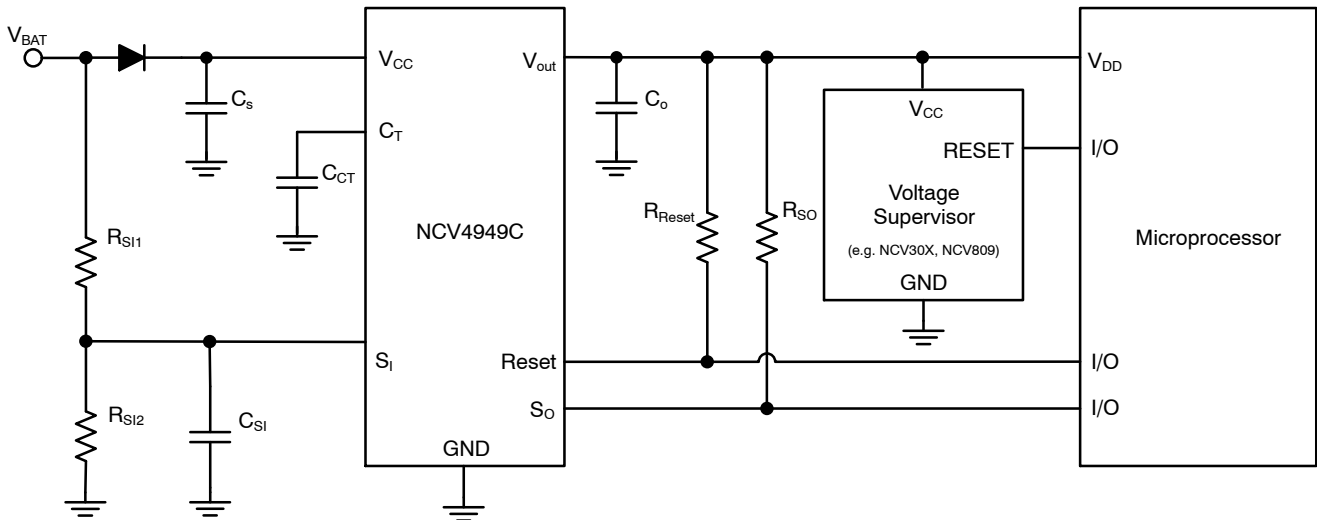 VBAT
VCC
Vout
VDD
Cs
Co
VCC
CT
RESET
I/O
CCT
RReset
RSO
Voltage
Supervisor
(e.g. NCV30X, NCV809)
NCV4949C
RSI1
Microprocessor
GND
SI
Reset
I/O
RSI2
CSI
SO
I/O
GND